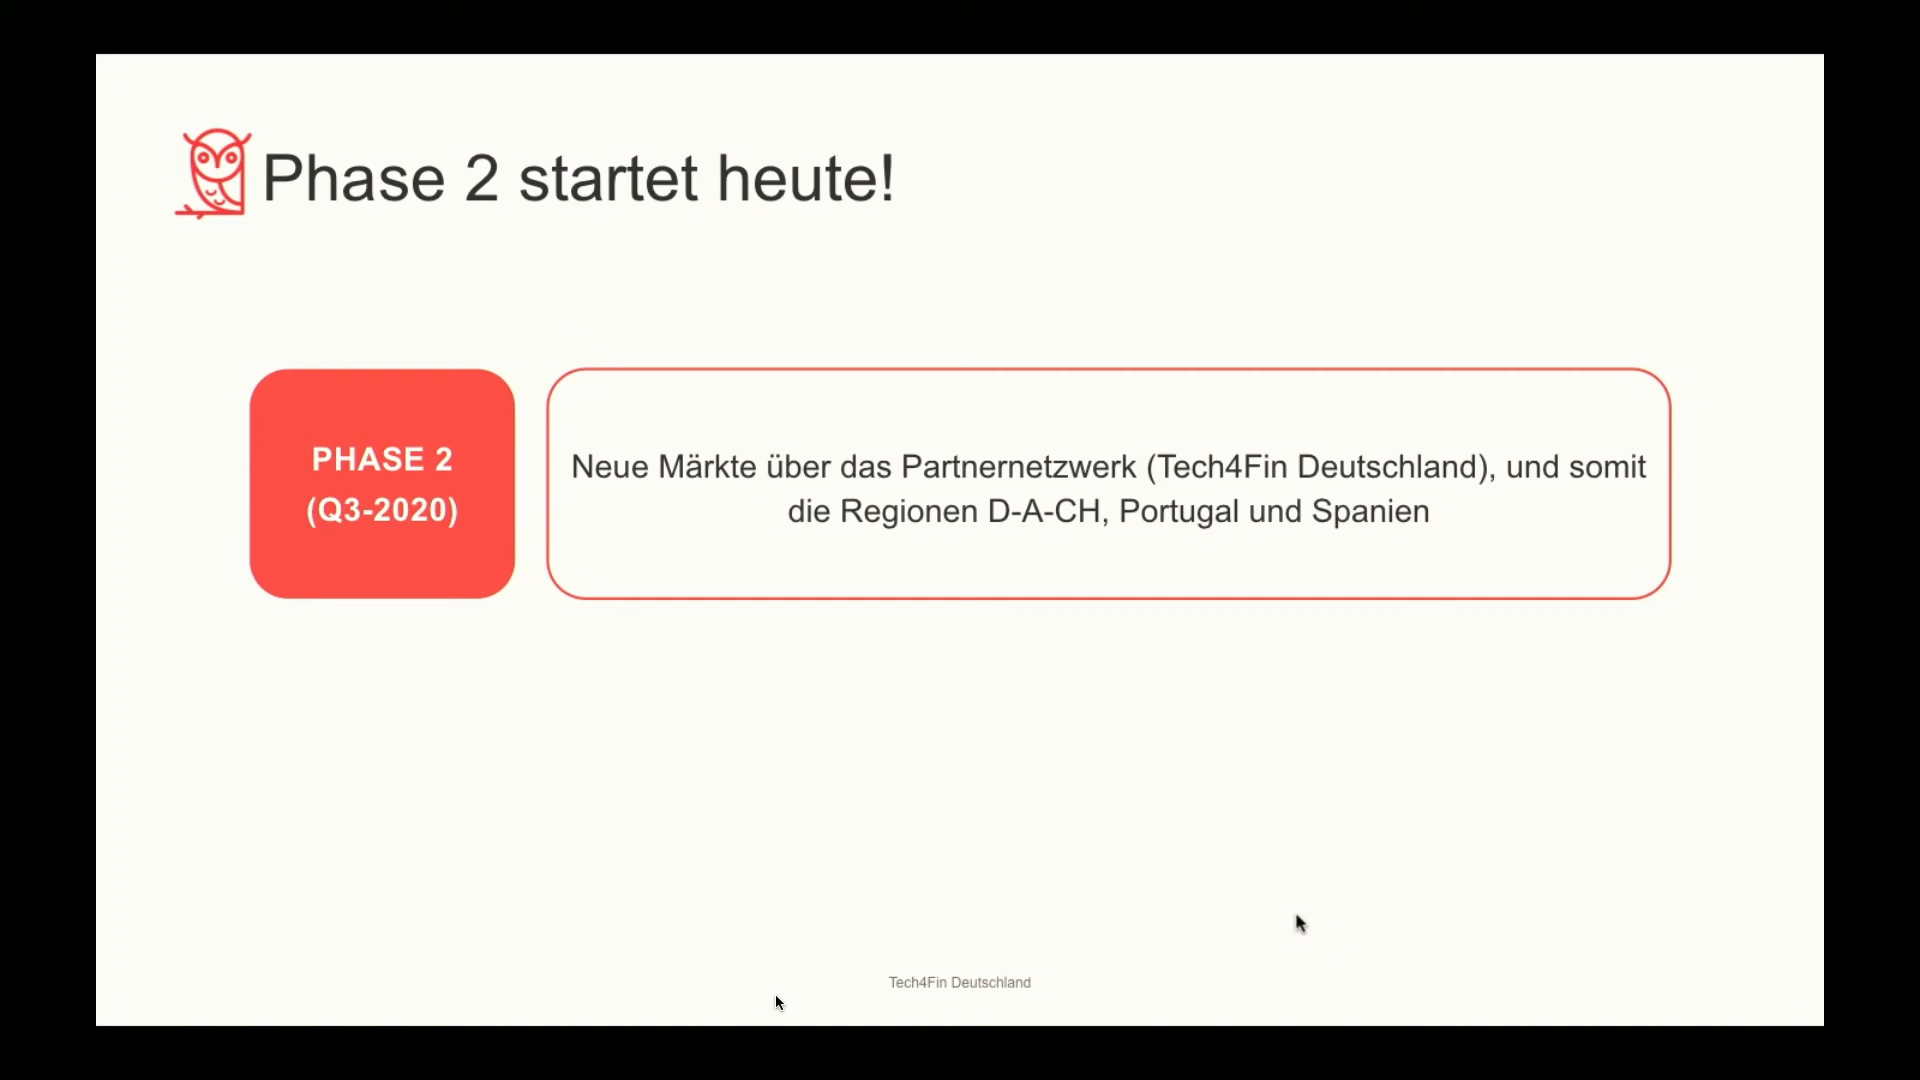 Phase 2 startet heute!
PHASE 2
(Q3-2020)
Neue Märkte über das Partnernetzwerk (Tech4Fin Deutschland), und somit
die Regionen D-A-CH, Portugal und Spanien
Tech4Fin Deutschland